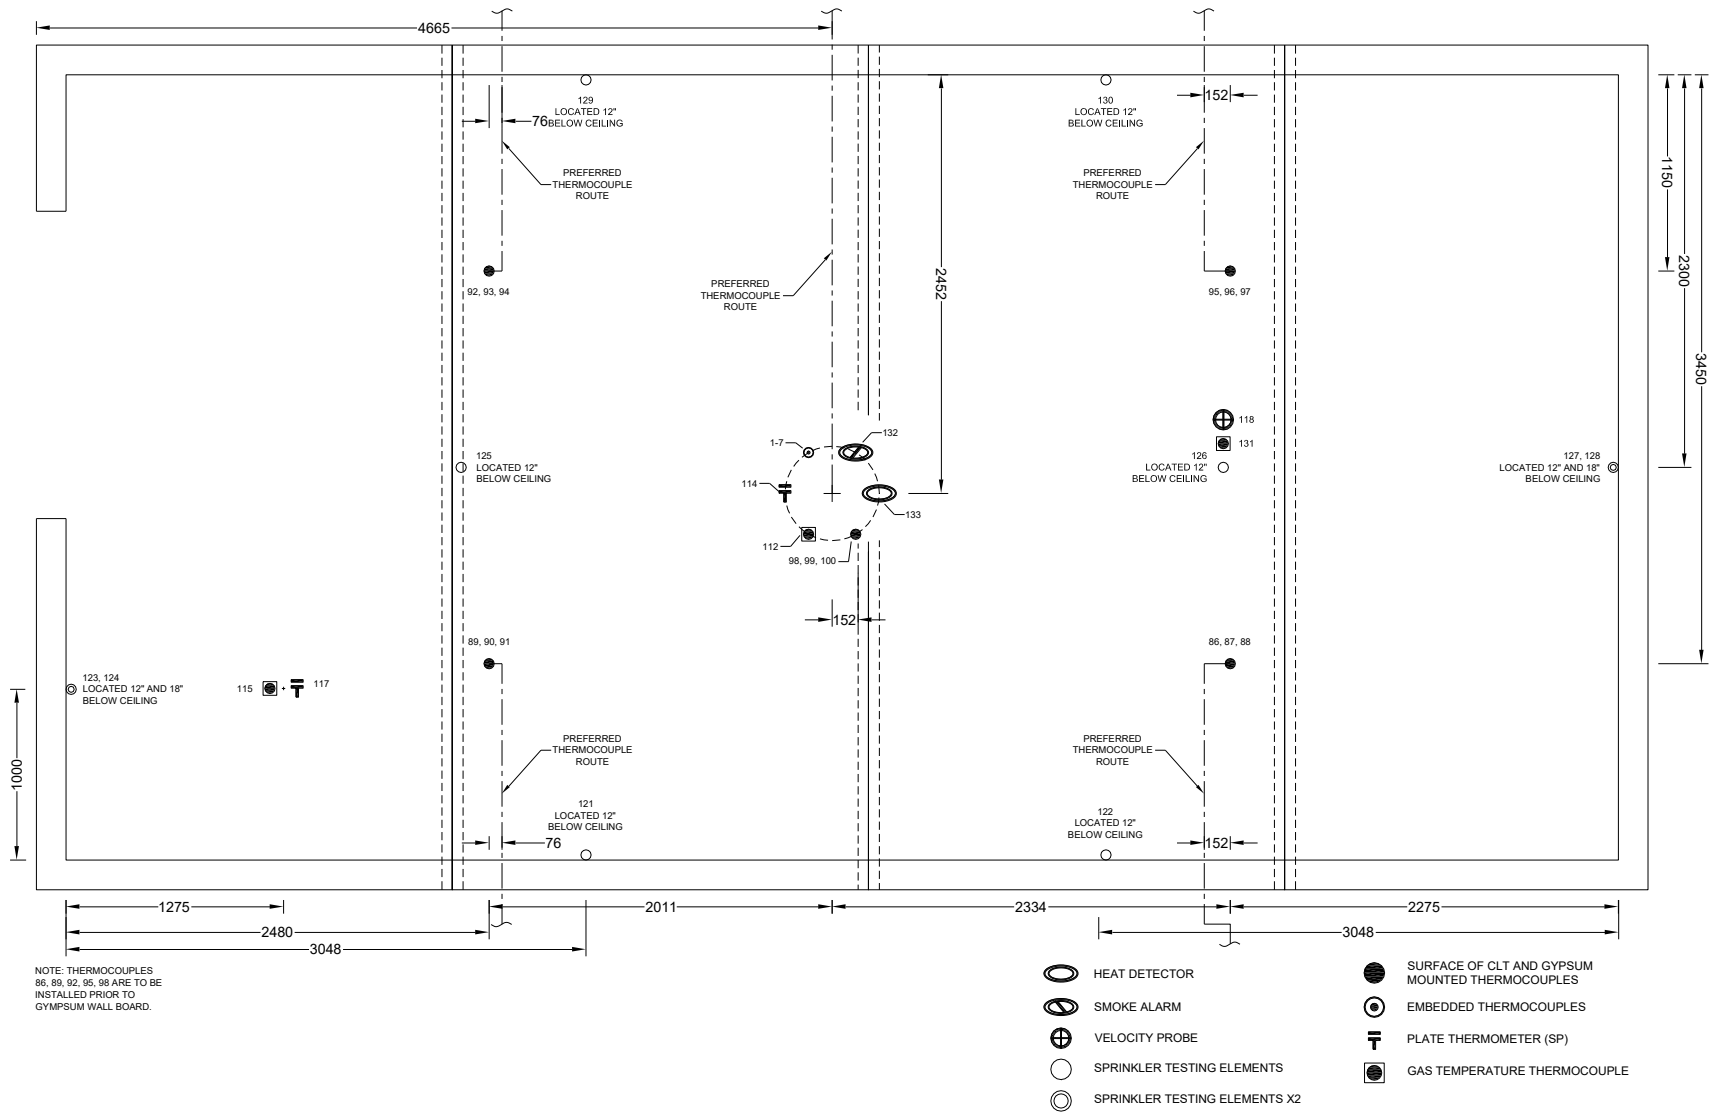 4665
129
LOCATED 12"
BELOW CEILING
76
130
LOCATED 12"
BELOW CEILING
152
PREFERRED
THERMOCOUPLE
ROUTE
PREFERRED
THERMOCOUPLE
ROUTE
1150
2300
3450
2452
PREFERRED
THERMOCOUPLE
ROUTE
92, 93, 94
95, 96, 97
118
131
132
1-7
125
LOCATED 12"
BELOW CEILING
126
LOCATED 12"
BELOW CEILING
127, 128
LOCATED 12" AND 18"
BELOW CEILING
114
133
112
98, 99, 100
152
89, 90, 91
86, 87, 88
123, 124
LOCATED 12" AND 18"
BELOW CEILING
115
117
1000
PREFERRED
THERMOCOUPLE
ROUTE
PREFERRED
THERMOCOUPLE
ROUTE
121
LOCATED 12"
BELOW CEILING
76
122
LOCATED 12"
BELOW CEILING
152
1275
2011
2334
2275
2480
3048
3048
NOTE: THERMOCOUPLES
86, 89, 92, 95, 98 ARE TO BE
INSTALLED PRIOR TO
GYMPSUM WALL BOARD.
HEAT DETECTOR
SMOKE ALARM
VELOCITY PROBE
SPRINKLER TESTING ELEMENTS
SPRINKLER TESTING ELEMENTS X2
SURFACE OF CLT AND GYPSUM
MOUNTED THERMOCOUPLES
EMBEDDED THERMOCOUPLES
PLATE THERMOMETER (SP)
GAS TEMPERATURE THERMOCOUPLE